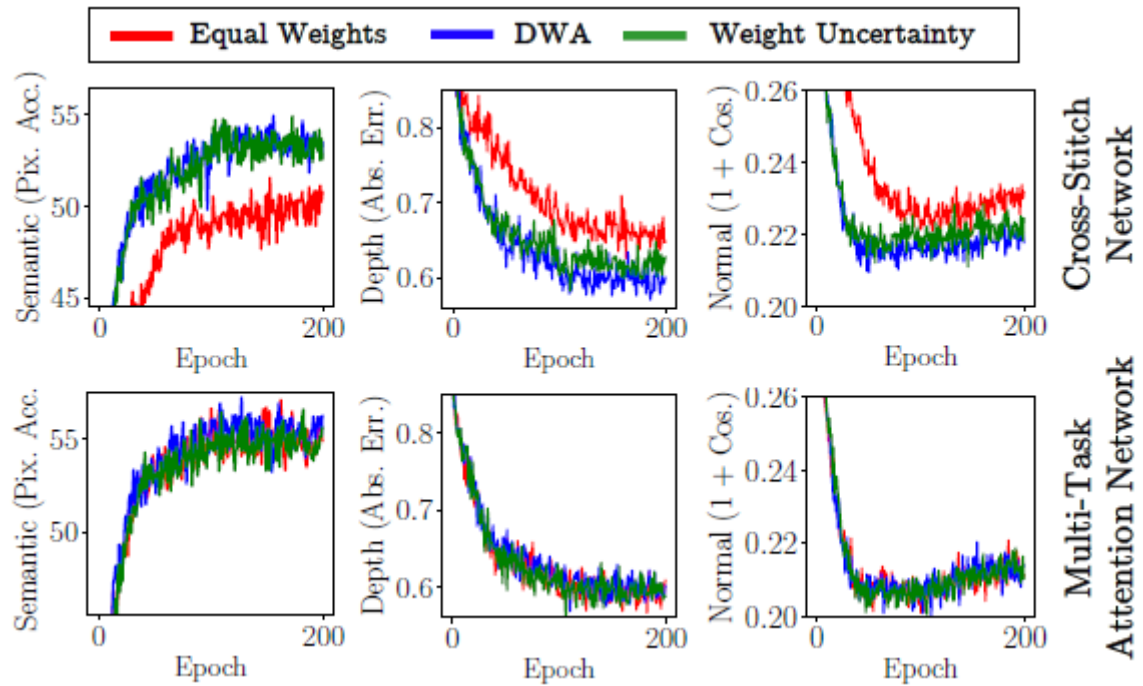 Equal Weights DWA Weight Uncertainty
Semantic (Pix. Acc.)
55
50
45
0 200
Epoch
Depth (Abs. Err.)
0.8
0.7
0.6
0 200
Epoch
Normal (1 + Cos.)
0.26
0.24
0.22
0.20
0 200
Epoch
Cross-Stitch
Network
Semantic (Pix. Acc.
55
50
0 200
Epoch
Depth (Abs. Err.)
0.8
0.7
0.6
0 200
Epoch
Normal (1 + Cos.)
0.26
0.24
0.22
0.20
0 200
Epoch
Multi-Task
Attention Network